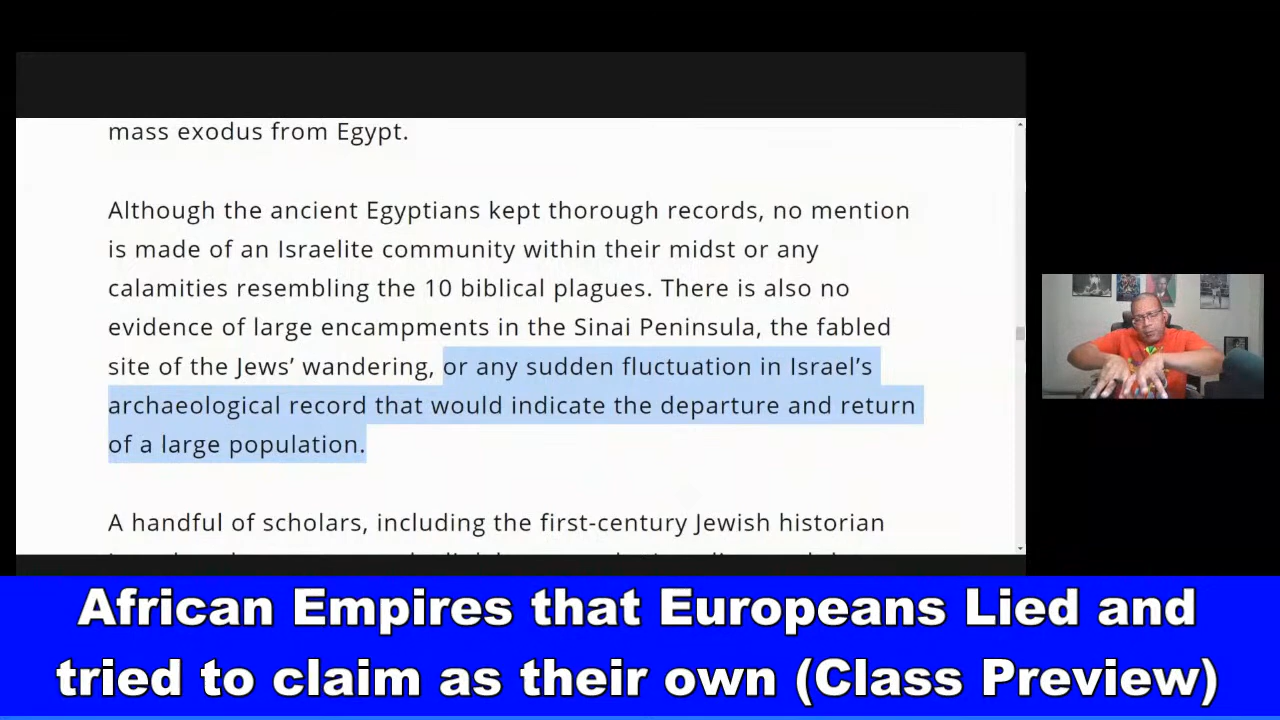 mass exodus from Egypt.
Although the ancient Egyptians kept thorough records, no mention
is made of an Israelite community within their midst or any
calamities resembling the 10 biblical plagues. There is also no
evidence of large encampments in the Sinai Peninsula, the fabled
site of the Jews’ wandering, or any sudden fluctuation in Israel’s
archaeological record that would indicate the departure and return
of a large population.
A handful of scholars, including the first-century Jewish historian
African Empires that Europeans Lied and
tried to claim as their own (Class Preview)